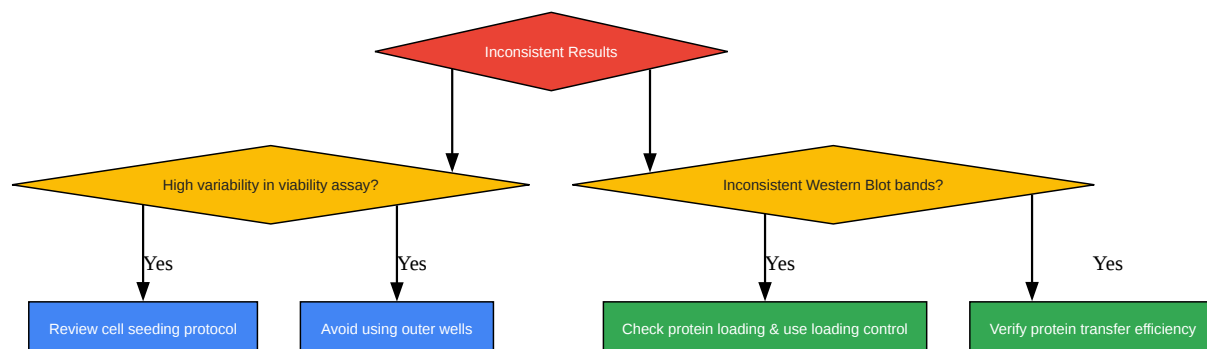 Inconsistent Results
High variability in viability assay?
Inconsistent Western Blot bands?
Yes
Yes
Yes
Yes
Review cell seeding protocol
Avoid using outer wells
Check protein loading & use loading control
Verify protein transfer efficiency